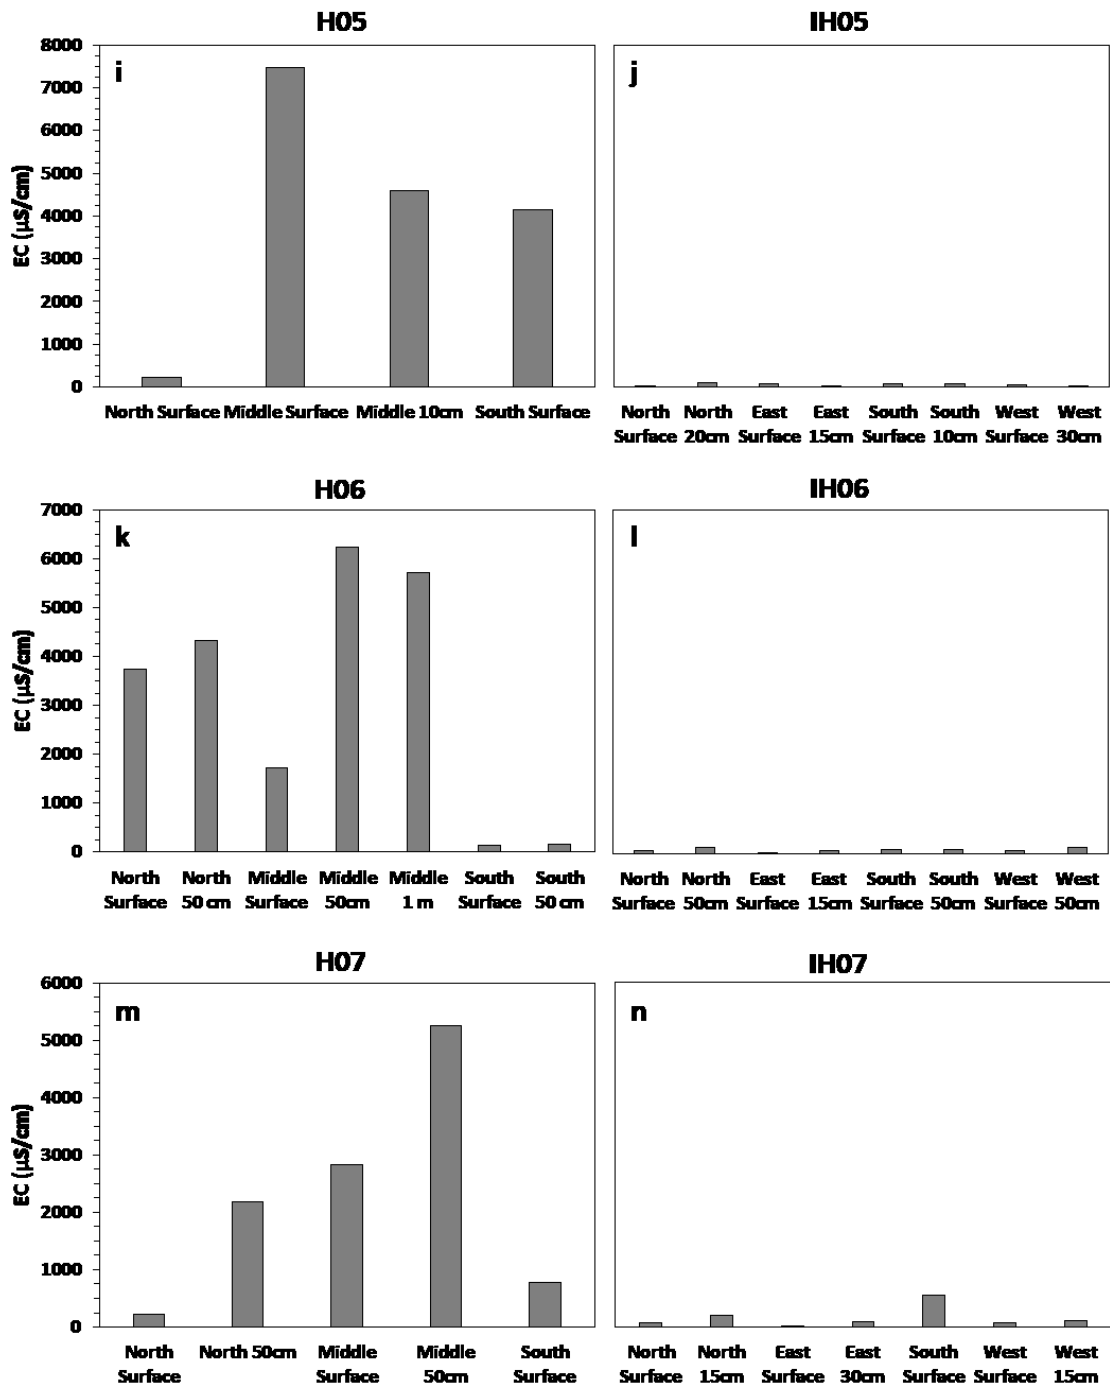 H05
IH05
i
j
8000
7000
6000
5000
4000
3000
2000
1000
0
EC (µS/cm)
North Surface Middle Surface Middle 10cm South Surface
North North East East South South West West
Surface 20cm Surface 15cm Surface 10cm Surface 30cm
H06
IH06
k
l
7000
6000
5000
4000
3000
2000
1000
0
EC (µS/cm)
North North Middle Middle Middle South South
Surface 50 cm Surface 50cm 1 m Surface 50 cm
North North East East South South West West
Surface 50cm Surface 15cm Surface 50cm Surface 50cm
H07
IH07
m
n
6000
5000
4000
3000
2000
1000
0
EC (µS/cm)
North North 50cm Middle Middle South
Surface Surface 50cm Surface
North North East East South West West
Surface 15cm Surface 30cm Surface Surface 15cm